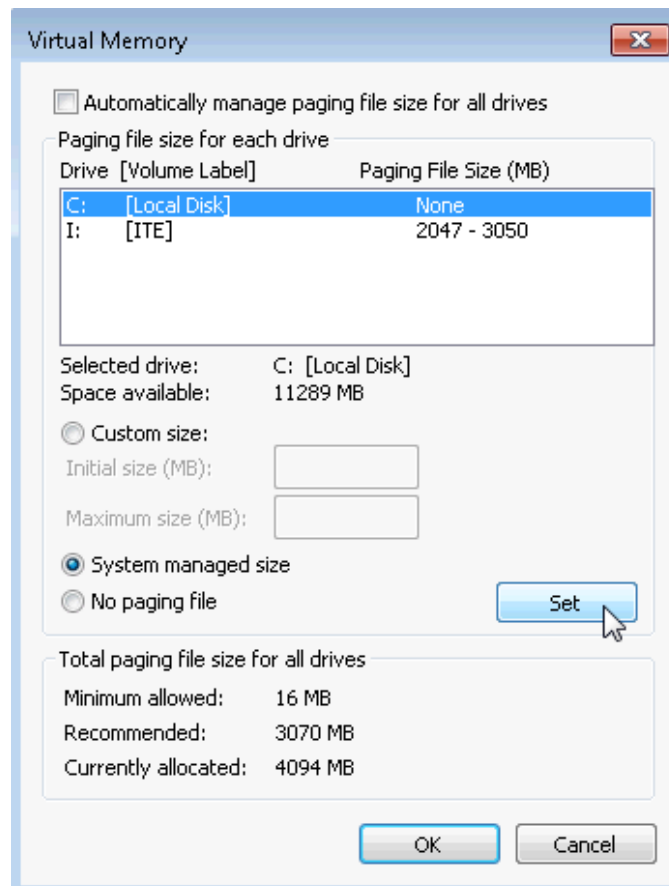 Virtual Memory
Automatically manage paging file size for all drives
Paging file size for each drive
Drive [Volume Label] Paging File Size (MB)
C: [Local Disk] None
I: [ITE] 2047 - 3050
Selected drive: C: [Local Disk]
Space available: 11289 MB
Custom size:
Initial size (MB):
Maximum size (MB):
System managed size
No paging file
Set
Total paging file size for all drives
Minimum allowed: 16 MB
Recommended: 3070 MB
Currently allocated: 4094 MB
OK Cancel